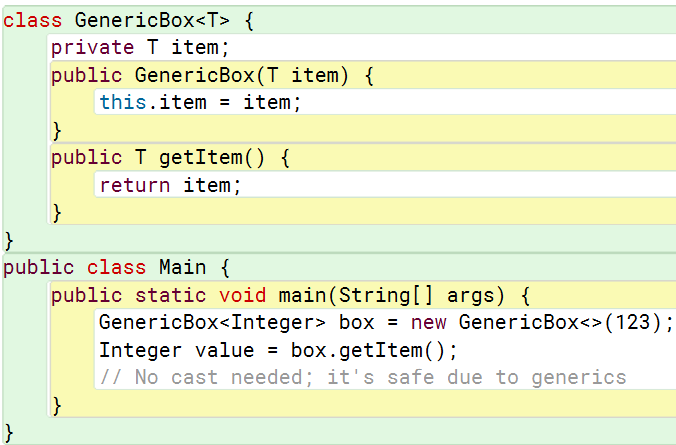 class GenericBox<T> {
    private T item;
    public GenericBox(T item) {
        this.item = item;
    }
    public T getItem() {
        return item;
    }
}
public class Main {
    public static void main(String[] args) {
        GenericBox<Integer> box = new GenericBox<>(123);
        Integer value = box.getItem();
        // No cast needed; it's safe due to generics
    }
}